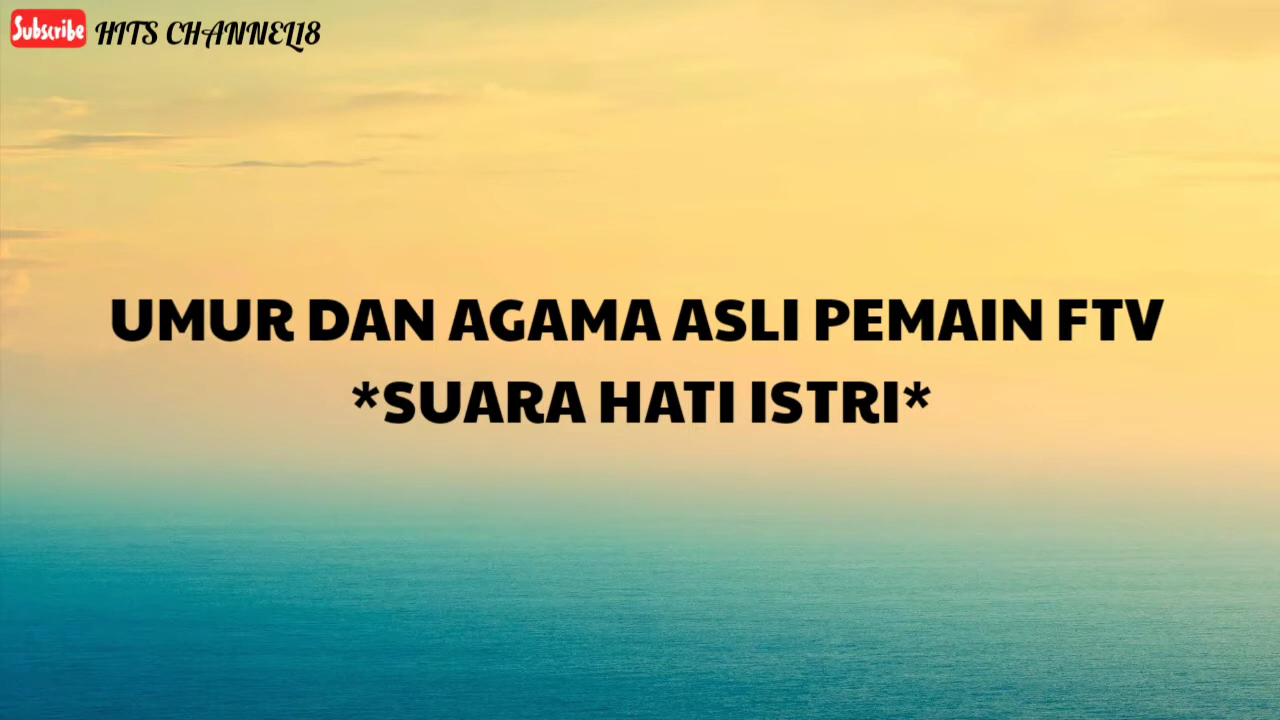 Subscribe HITS CHANNEL18
UMUR DAN AGAMA ASLI PEMAIN FTV
*SUARA HATI ISTRI*